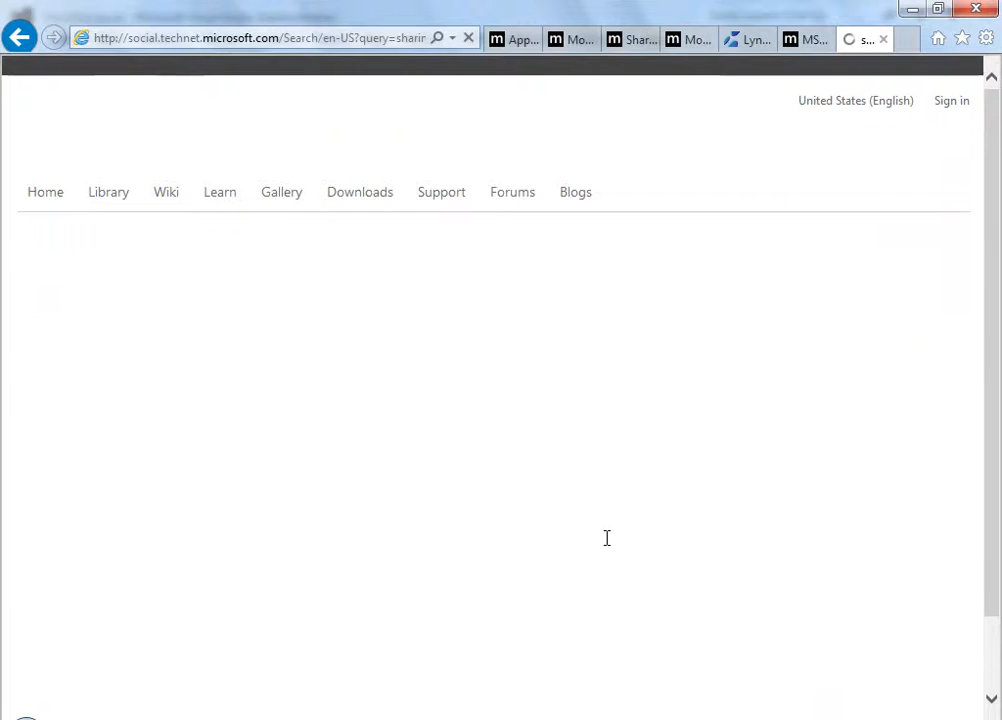 http://social.technet.microsoft.com/Search/en-US?query=sharin
App...
Mo...
Shar...
Mo...
Lyn...
MS...
s...
United States (English)
Sign in
Home
Library
Wiki
Learn
Gallery
Downloads
Support
Forums
Blogs